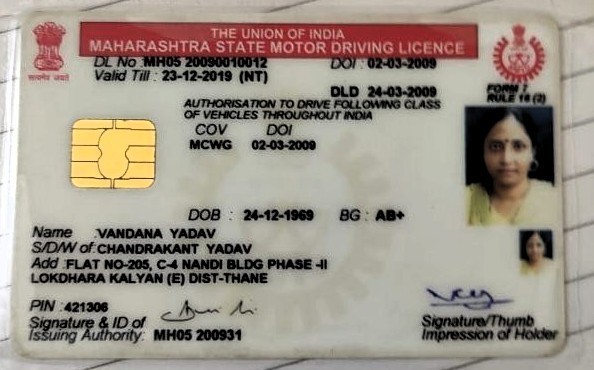 THE UNION OF INDIA
MAHARASHTRA STATE MOTOR DRIVING LICENCE
सत्यमेव जयते
DL No :MH05 20090010012 DOI : 02-03-2009
Valid Till : 23-12-2019 (NT)
DLD 24-03-2009
FORM 7
RULE 16 (2)
AUTHORISATION TO DRIVE FOLLOWING CLASS
OF VEHICLES THROUGHOUT INDIA
COV DOI
MCWG 02-03-2009
DOB : 24-12-1969 BG : AB+
Name :VANDANA YADAV
S/D/W of:CHANDRAKANT YADAV
Add :FLAT NO-205, C-4 NANDI BLDG PHASE -II
LOKDHARA KALYAN (E) DIST-THANE
PIN :421306
Signature & ID of
Issuing Authority: MH05 200931
Signature/Thumb
Impression of Holder